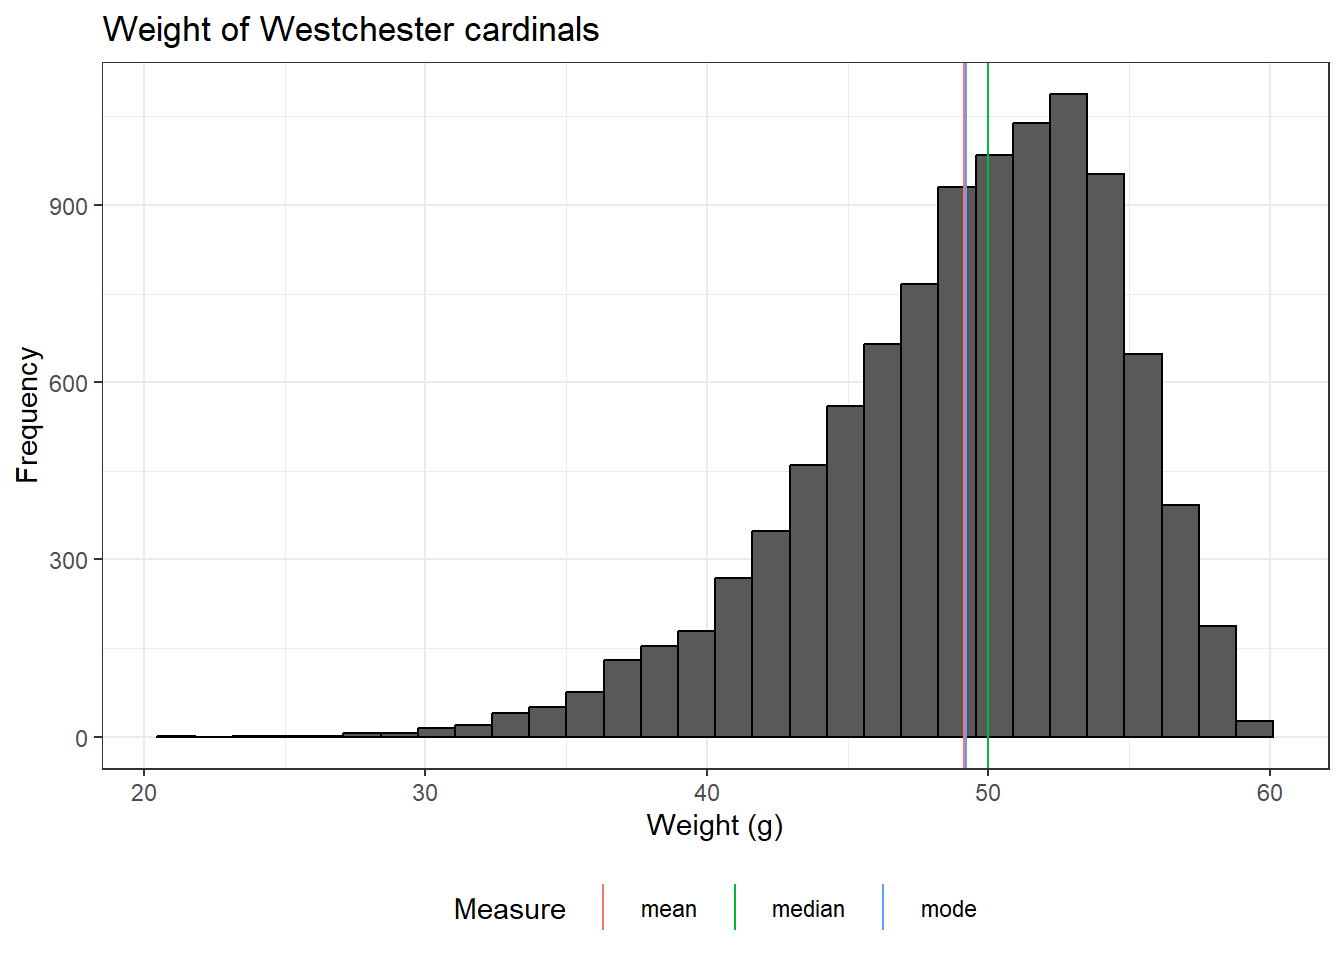 Weight of Westchester cardinals
Frequency
900
600
300
0
20 30 40 50 60
Weight (g)
Measure mean median mode